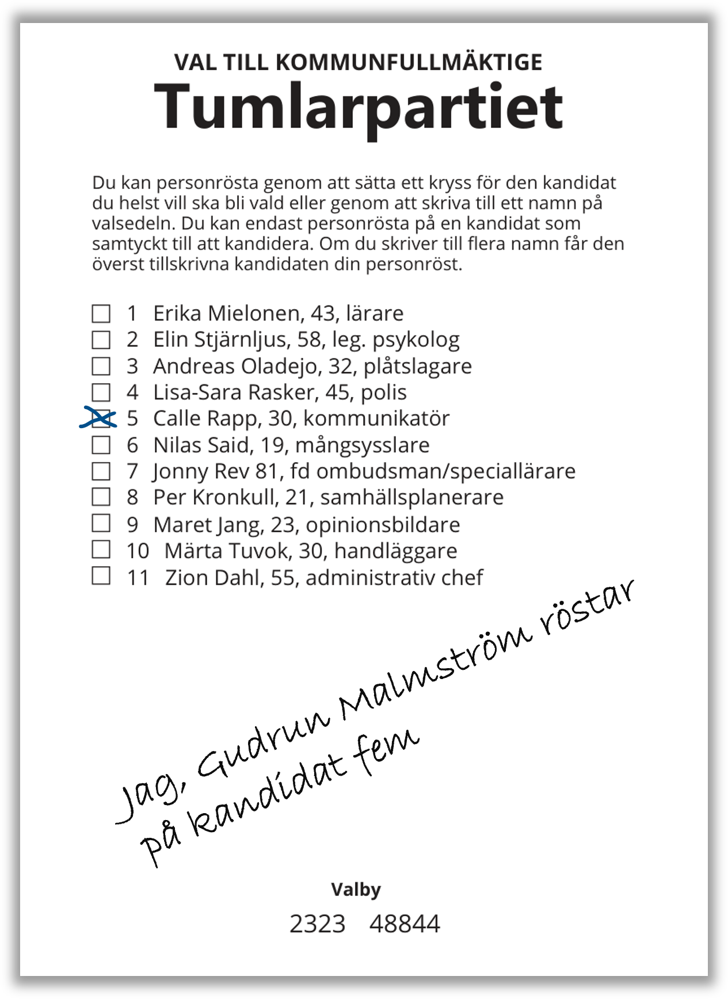 VAL TILL KOMMUNFULLMÄKTIGE
Tumlarpartiet
Du kan personrösta genom att sätta ett kryss för den kandidat
du helst vill ska bli vald eller genom att skriva till ett namn på
valsedeln. Du kan endast personrösta på en kandidat som
samtyckt till att kandidera. Om du skriver till flera namn får den
överst tillskrivna kandidaten din personröst.
1 Erika Mielonen, 43, lärare
2 Elin Stjärnljus, 58, leg. psykolog
3 Andreas Oladejo, 32, plåtslagare
4 Lisa-Sara Rasker, 45, polis
5 Calle Rapp, 30, kommunikatör
6 Nilas Said, 19, mångsysslare
7 Jonny Rev 81, fd ombudsman/speciallärare
8 Per Kronkull, 21, samhällsplanerare
9 Maret Jang, 23, opinionsbildare
10 Märta Tuvok, 30, handläggare
11 Zion Dahl, 55, administrativ chef
Jag, Gudrun Malmström röstar
på kandidat fem
Valby
2323 48844